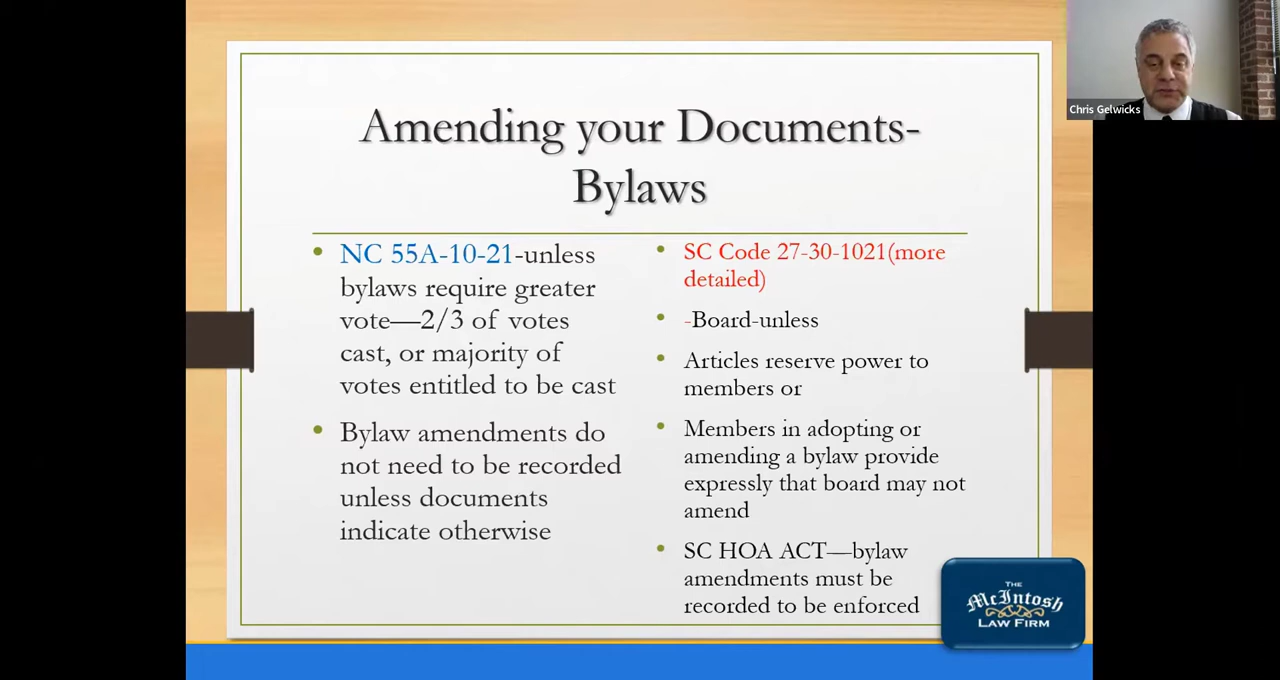 Amending your Documents-
Bylaws
• NC 55A-10-21-unless
bylaws require greater
vote—2/3 of votes
cast, or majority of
votes entitled to be cast
• Bylaw amendments do
not need to be recorded
unless documents
indicate otherwise
• SC Code 27-30-1021(more
detailed)
• -Board-unless
• Articles reserve power to
members or
• Members in adopting or
amending a bylaw provide
expressly that board may not
amend
• SC HOA ACT—bylaw
amendments must be
recorded to be enforced
THE
McIntosh
LAW FIRM
Chris Gelwicks